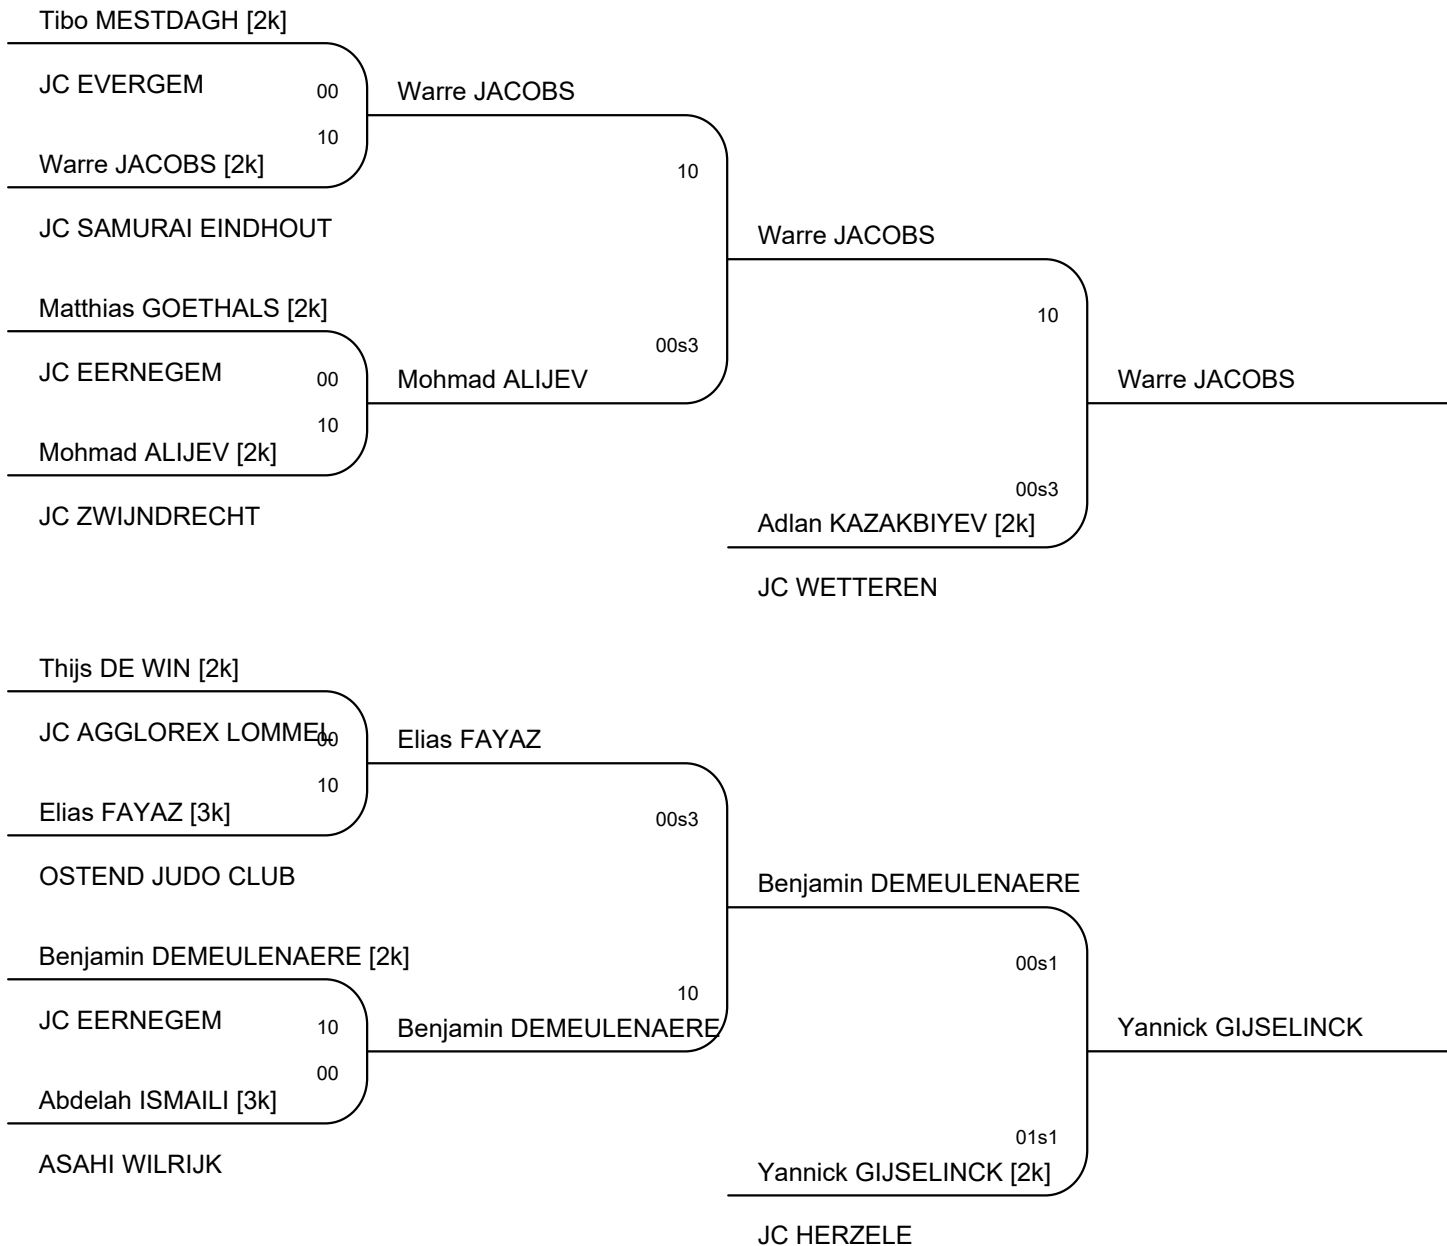 Tibo MESTDAGH [2k]
JC EVERGEM
00
10
Warre JACOBS [2k]
JC SAMURAI EINDHOUT
Warre JACOBS
10
Matthias GOETHALS [2k]
JC EERNEGEM
00
10
Mohmad ALIJEV [2k]
JC ZWIJNDRECHT
00s3
Mohmad ALIJEV
Warre JACOBS
10
00s3
Adlan KAZAKBIYEV [2k]
JC WETTEREN
Warre JACOBS
Thijs DE WIN [2k]
JC AGGLOREX LOMMEL
00
10
Elias FAYAZ [3k]
OSTEND JUDO CLUB
Elias FAYAZ
00s3
Benjamin DEMEULENAERE [2k]
JC EERNEGEM
10
00
Abdelah ISMAILI [3k]
ASAHI WILRIJK
10
Benjamin DEMEULENAERE
Benjamin DEMEULENAERE
00s1
01s1
Yannick GIJSELINCK [2k]
JC HERZELE
Yannick GIJSELINCK